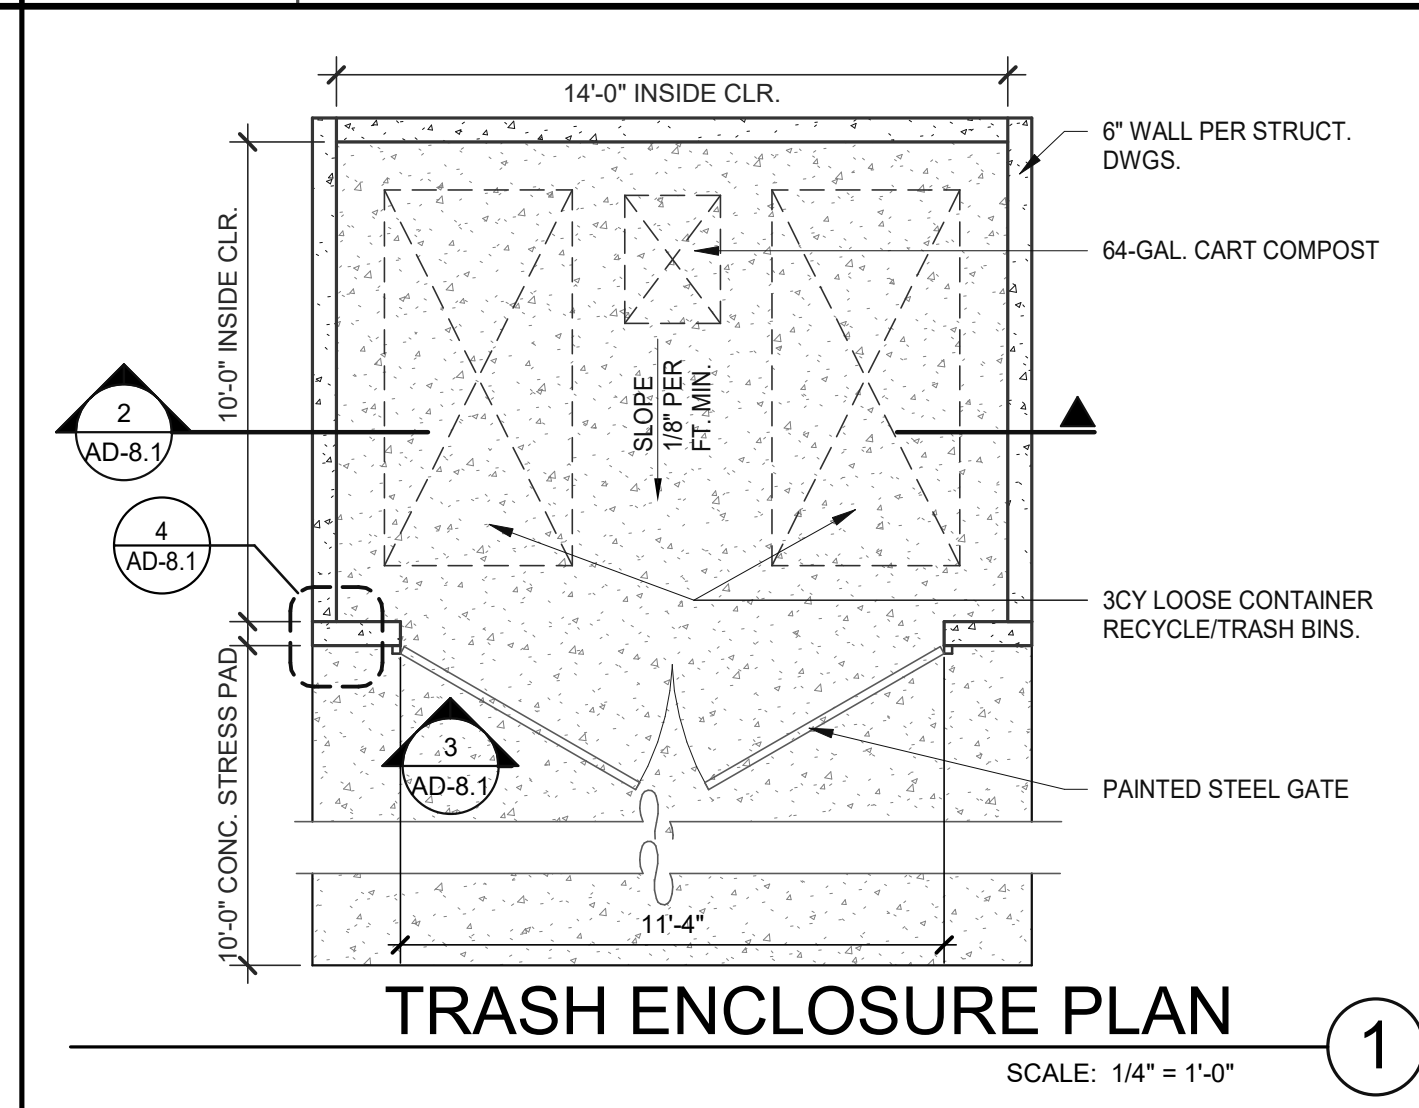 14'-0" INSIDE CLR.
6" WALL PER STRUCT.
DWGS.
10'-0" INSIDE CLR.
64-GAL. CART COMPOST
SLOPE
1/8" PER
FT. MIN.
2
AD-8.1
4
AD-8.1
3CY LOOSE CONTAINER
RECYCLE/TRASH BINS.
10'-0" CONC. STRESS PAD
3
AD-8.1
PAINTED STEEL GATE
11'-4"
TRASH ENCLOSURE PLAN
1
SCALE: 1/4" = 1'-0"